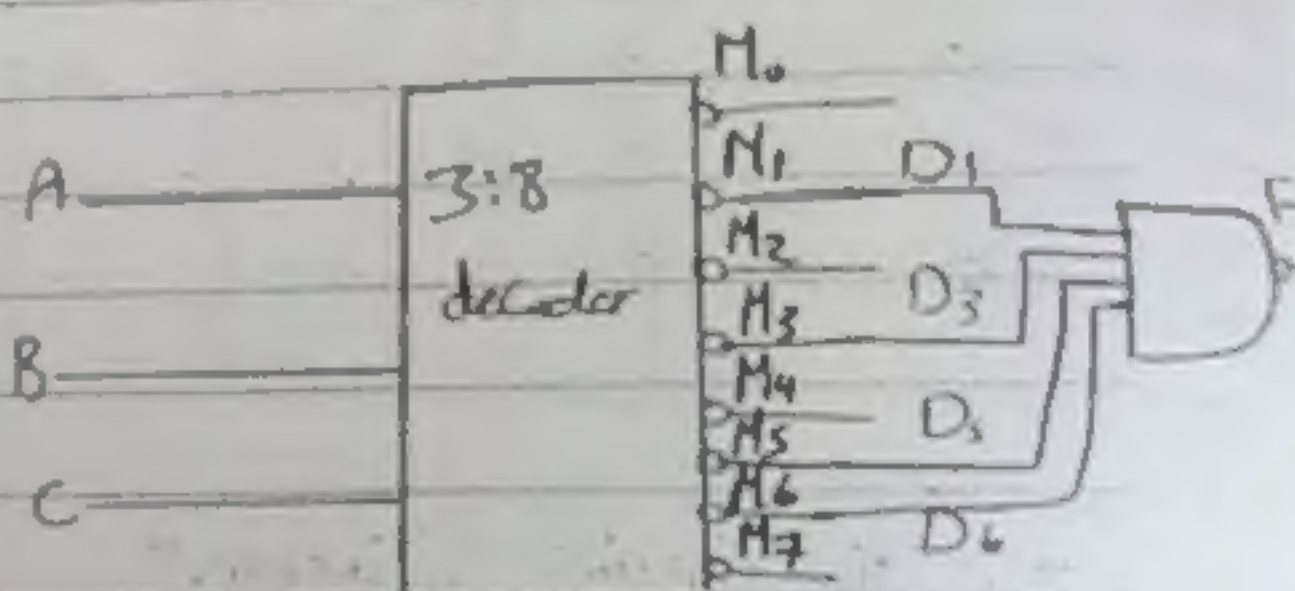 M₀
M₁ D₁ F
A 3:8
M₂
decoder D₃
M₃
B M₄
M₅ D₅
M₆
C D₆
M₇